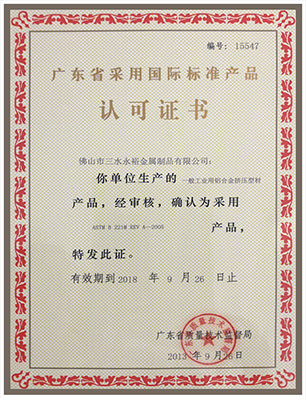 编号: 15547
广东省采用国际标准产品
认可证书
佛山市三水永裕金属制品有限公司:
你单位生产的 一般工业用铝合金挤压型材
产品，经审核，确认为采用
ASTM B 221M REV A-2005 产品，
特发此证。
有效期到 2018 年 9 月 26 日止
广东省质量技术监督局
2013 年 9 月 26 日